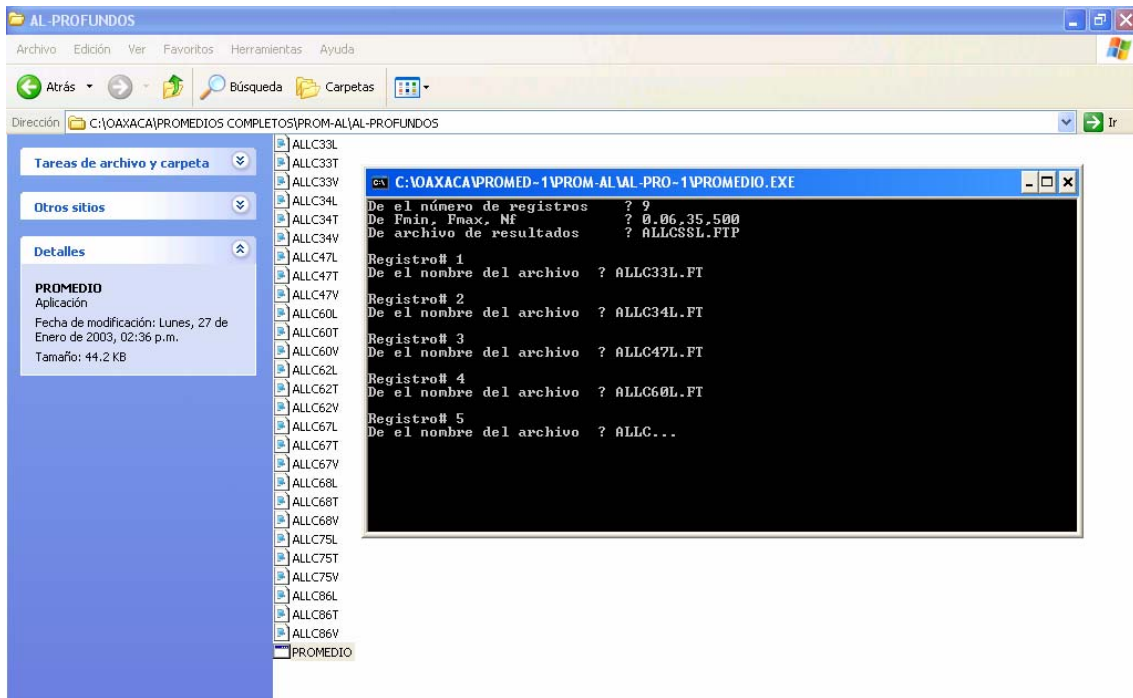 AL-PROFUNDOS
Archivo Edición Ver Favoritos Herramientas Ayuda
Atrás Búsqueda Carpetas
Dirección C:\OAXACA\PROMEDIOS COMPLETOS\PROM-AL\AL-PROFUNDOS Ir
Tareas de archivo y carpeta
Otros sitios
Detalles
PROMEDIO
Aplicación
Fecha de modificación: Lunes, 27 de
Enero de 2003, 02:36 p.m.
Tamaño: 44.2 KB
ALLC33L
ALLC33T
ALLC33V
ALLC34L
ALLC34T
ALLC34V
ALLC47L
ALLC47T
ALLC47V
ALLC60L
ALLC60T
ALLC60V
ALLC62L
ALLC62T
ALLC62V
ALLC67L
ALLC67T
ALLC67V
ALLC68L
ALLC68T
ALLC68V
ALLC75L
ALLC75T
ALLC75V
ALLC86L
ALLC86T
ALLC86V
PROMEDIO
C:\OAXACA\PROMED~1\PROM-AL\AL-PRO~1\PROMEDIO.EXE
De el número de registros ? 9
De Fmin, Fmax, Nf ? 0.06,35,500
De archivo de resultados ? ALLCSSL.FTP
Registro# 1
De el nombre del archivo ? ALLC33L.FT
Registro# 2
De el nombre del archivo ? ALLC34L.FT
Registro# 3
De el nombre del archivo ? ALLC47L.FT
Registro# 4
De el nombre del archivo ? ALLC60L.FT
Registro# 5
De el nombre del archivo ? ALLC...